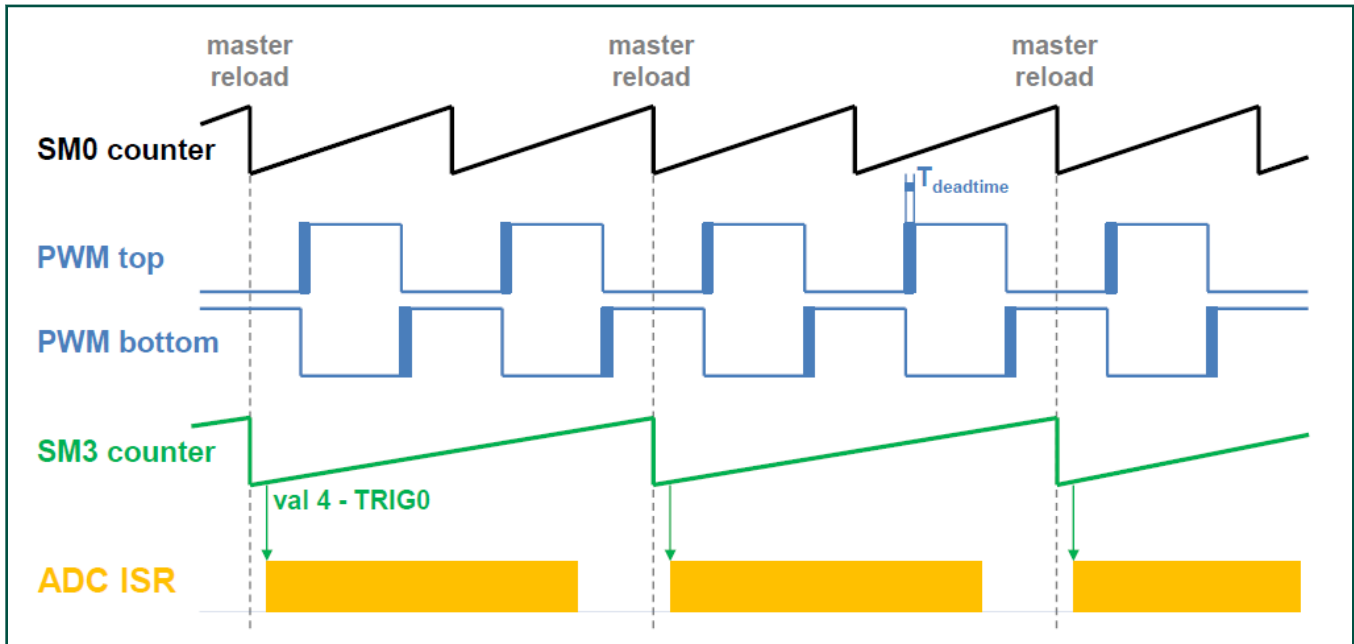 master
reload
master
reload
master
reload
SM0 counter
T_deadtime
PWM top
PWM bottom
SM3 counter
val 4 - TRIG0
ADC ISR